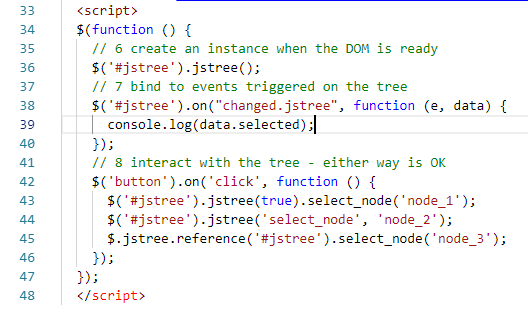 33 <script>
34 $(function () {
35 // 6 create an instance when the DOM is ready
36 $('#jstree').jstree();
37 // 7 bind to events triggered on the tree
38 $('#jstree').on("changed.jstree", function (e, data) {
39 console.log(data.selected);
40 });
41 // 8 interact with the tree - either way is OK
42 $('button').on('click', function () {
43 $('#jstree').jstree(true).select_node('node_1');
44 $('#jstree').jstree('select_node', 'node_2');
45 $.jstree.reference('#jstree').select_node('node_3');
46 });
47 });
48 </script>